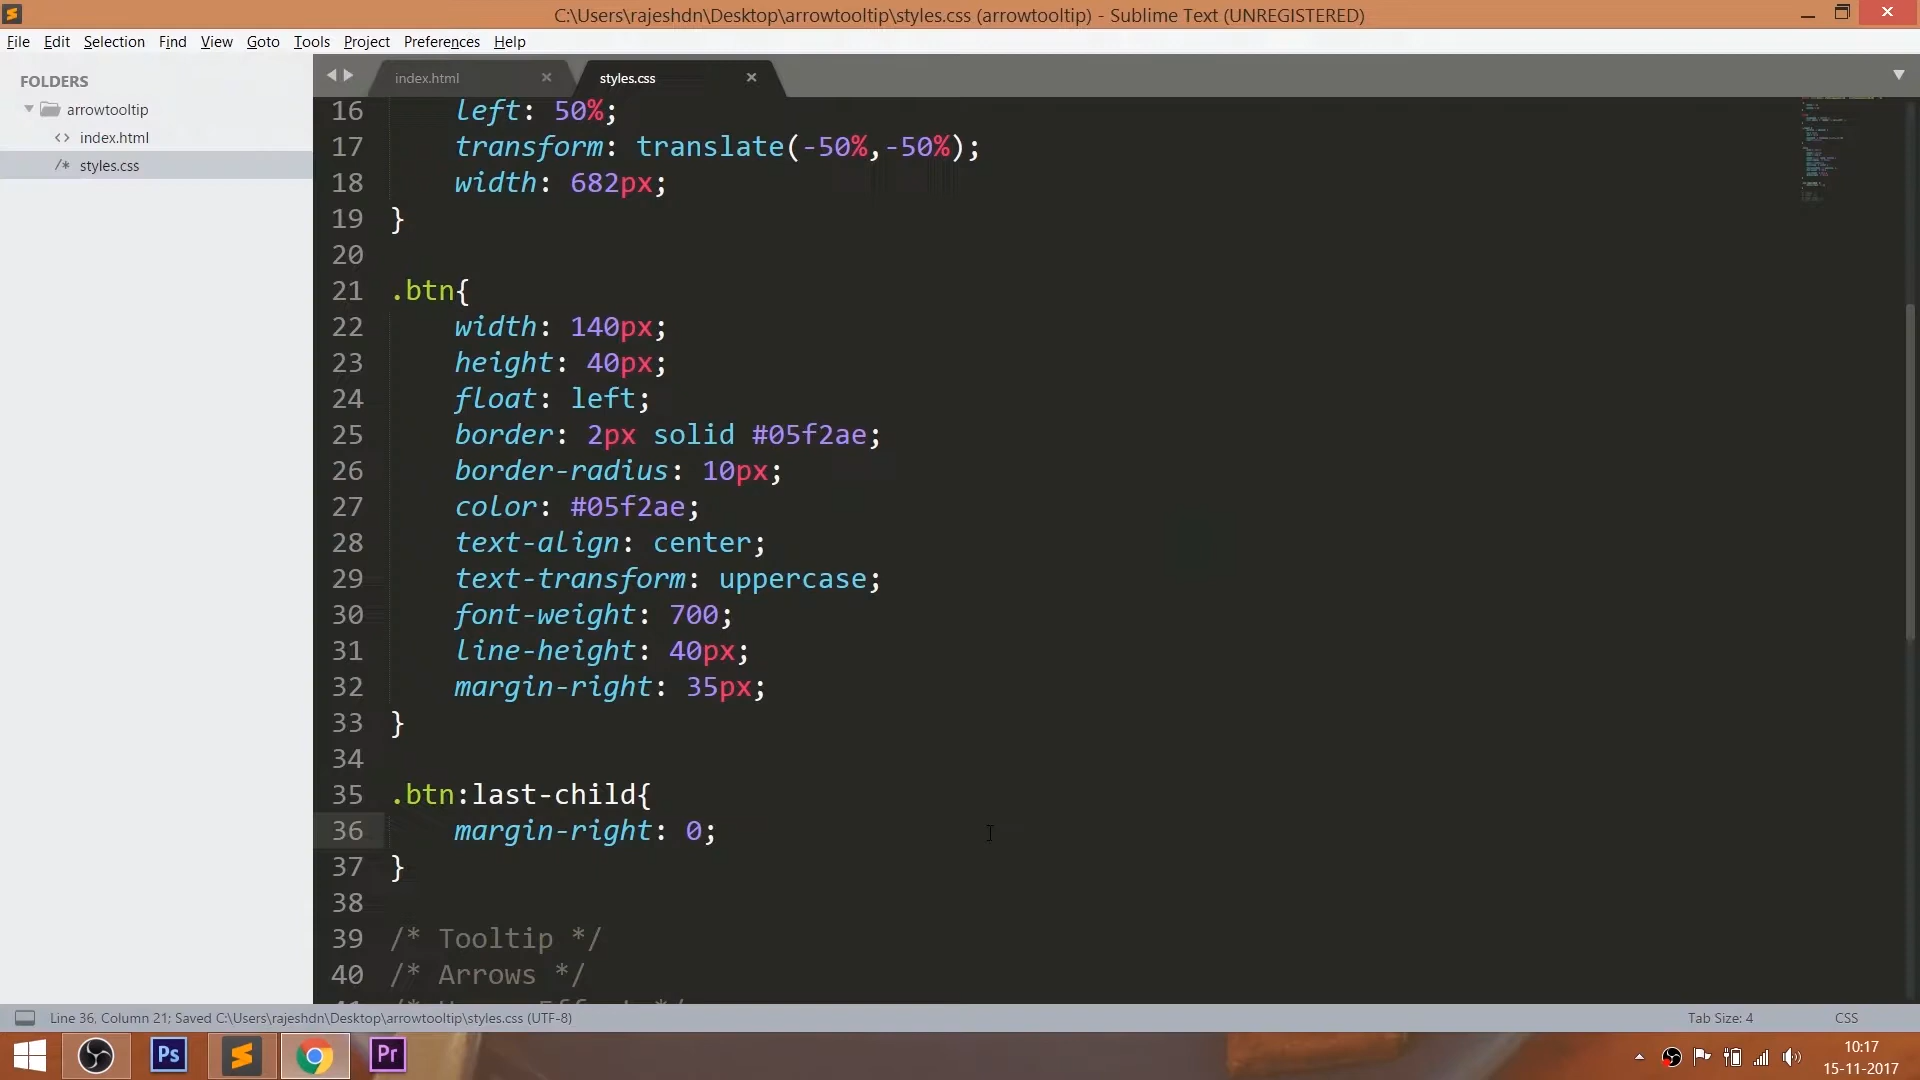 C:\Users\rajeshdn\Desktop\arrowtooltip\styles.css (arrowtooltip) - Sublime Text (UNREGISTERED)
File Edit Selection Find View Goto Tools Project Preferences Help
FOLDERS
arrowtooltip
<> index.html
/* styles.css
index.html
styles.css
16 left: 50%;
17 transform: translate(-50%,-50%);
18 width: 682px;
19 }
20
21 .btn{
22 width: 140px;
23 height: 40px;
24 float: left;
25 border: 2px solid #05f2ae;
26 border-radius: 10px;
27 color: #05f2ae;
28 text-align: center;
29 text-transform: uppercase;
30 font-weight: 700;
31 line-height: 40px;
32 margin-right: 35px;
33 }
34
35 .btn:last-child{
36 margin-right: 0;
37 }
38
39 /* Tooltip */
40 /* Arrows */
Line 36, Column 21; Saved C:\Users\rajeshdn\Desktop\arrowtooltip\styles.css (UTF-8)
Tab Size: 4
CSS
Ps
Pr
10:17
15-11-2017